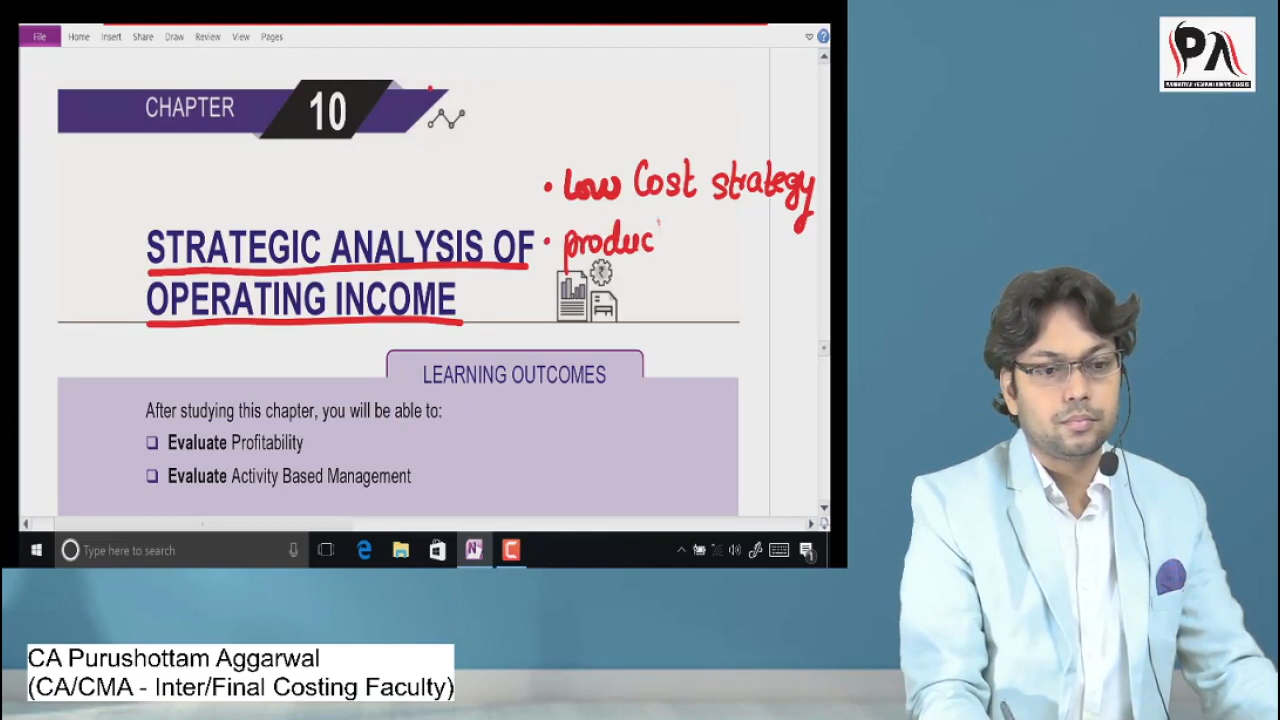 PA
File Home Insert Share Draw Review View Pages
CHAPTER 10
• Low Cost strategy
STRATEGIC ANALYSIS OF
• produc
OPERATING INCOME
LEARNING OUTCOMES
After studying this chapter, you will be able to:
❑ Evaluate Profitability
❑ Evaluate Activity Based Management
Type here to search
CA Purushottam Aggarwal
(CA/CMA - Inter/Final Costing Faculty)